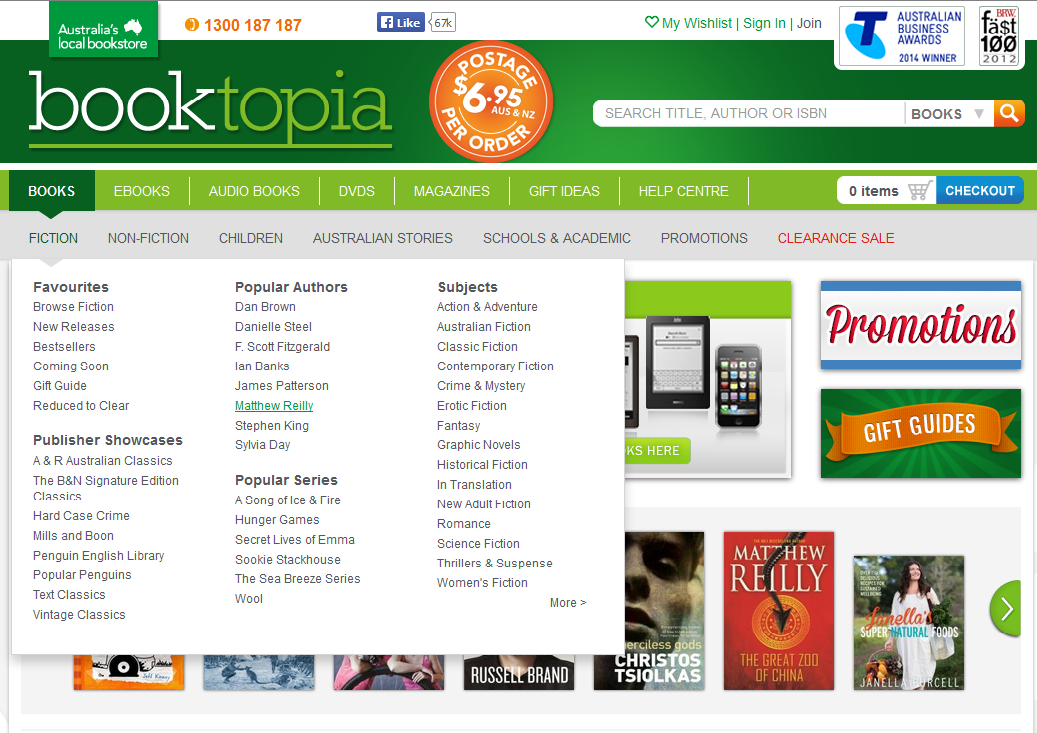 Australia's
local bookstore
1300 187 187
Like
67k
My Wishlist | Sign In | Join
AUSTRALIAN
BUSINESS
AWARDS
2014 WINNER
BRW.
fast
100
2012
booktopia
POSTAGE
$6.95
AUS & NZ
PER ORDER
SEARCH TITLE, AUTHOR OR ISBN
BOOKS
BOOKS
EBOOKS
AUDIO BOOKS
DVDS
MAGAZINES
GIFT IDEAS
HELP CENTRE
0 items
CHECKOUT
FICTION
NON-FICTION
CHILDREN
AUSTRALIAN STORIES
SCHOOLS & ACADEMIC
PROMOTIONS
CLEARANCE SALE
Favourites
Browse Fiction
New Releases
Bestsellers
Coming Soon
Gift Guide
Reduced to Clear
Publisher Showcases
A & R Australian Classics
The B&N Signature Edition
Classics
Hard Case Crime
Mills and Boon
Penguin English Library
Popular Penguins
Text Classics
Vintage Classics
Popular Authors
Dan Brown
Danielle Steel
F. Scott Fitzgerald
Ian Banks
James Patterson
Matthew Reilly
Stephen King
Sylvia Day
Popular Series
A Song of Ice & Fire
Hunger Games
Secret Lives of Emma
Sookie Stackhouse
The Sea Breeze Series
Wool
Subjects
Action & Adventure
Australian Fiction
Classic Fiction
Contemporary Fiction
Crime & Mystery
Erotic Fiction
Fantasy
Graphic Novels
Historical Fiction
In Translation
New Adult Fiction
Romance
Science Fiction
Thrillers & Suspense
Women's Fiction
More >
KS HERE
Promotions
GIFT GUIDES
Jeff Kinney
RUSSELL BRAND
erciless gods
CHRISTOS
TSIOLKAS
MATTHEW
REILLY
THE GREAT ZOO
OF CHINA
Janella's
SUPER NATURAL FOODS
JANELLA PURCELL